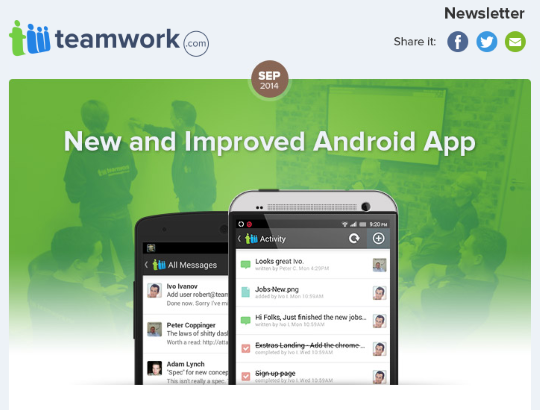 Newsletter
teamwork.com
Share it:
SEP
2014
New and Improved Android App
9:20 PM
Activity
Looks great Ivo.
written by Peter C. Mon 4:20PM
Jobs-New.png
added by Ivo I. Mon 10:59AM
Hi Folks, Just finished the new jobs...
written by Ivo I. Mon 10:59AM
Exstras Landing - Add the chrome ...
completed by Ivo I. Wed 10:59AM
Sign up page
completed by Ivo I. Wed 10:59AM
All Messages
Ivo Ivanov
Add user robert@team
Done now. Sorry I've m
Peter Coppinger
The laws of shitty dash
Worth a read: http://ott
Adam Lynch
"Spec" for new concep
This isn't really a spec,